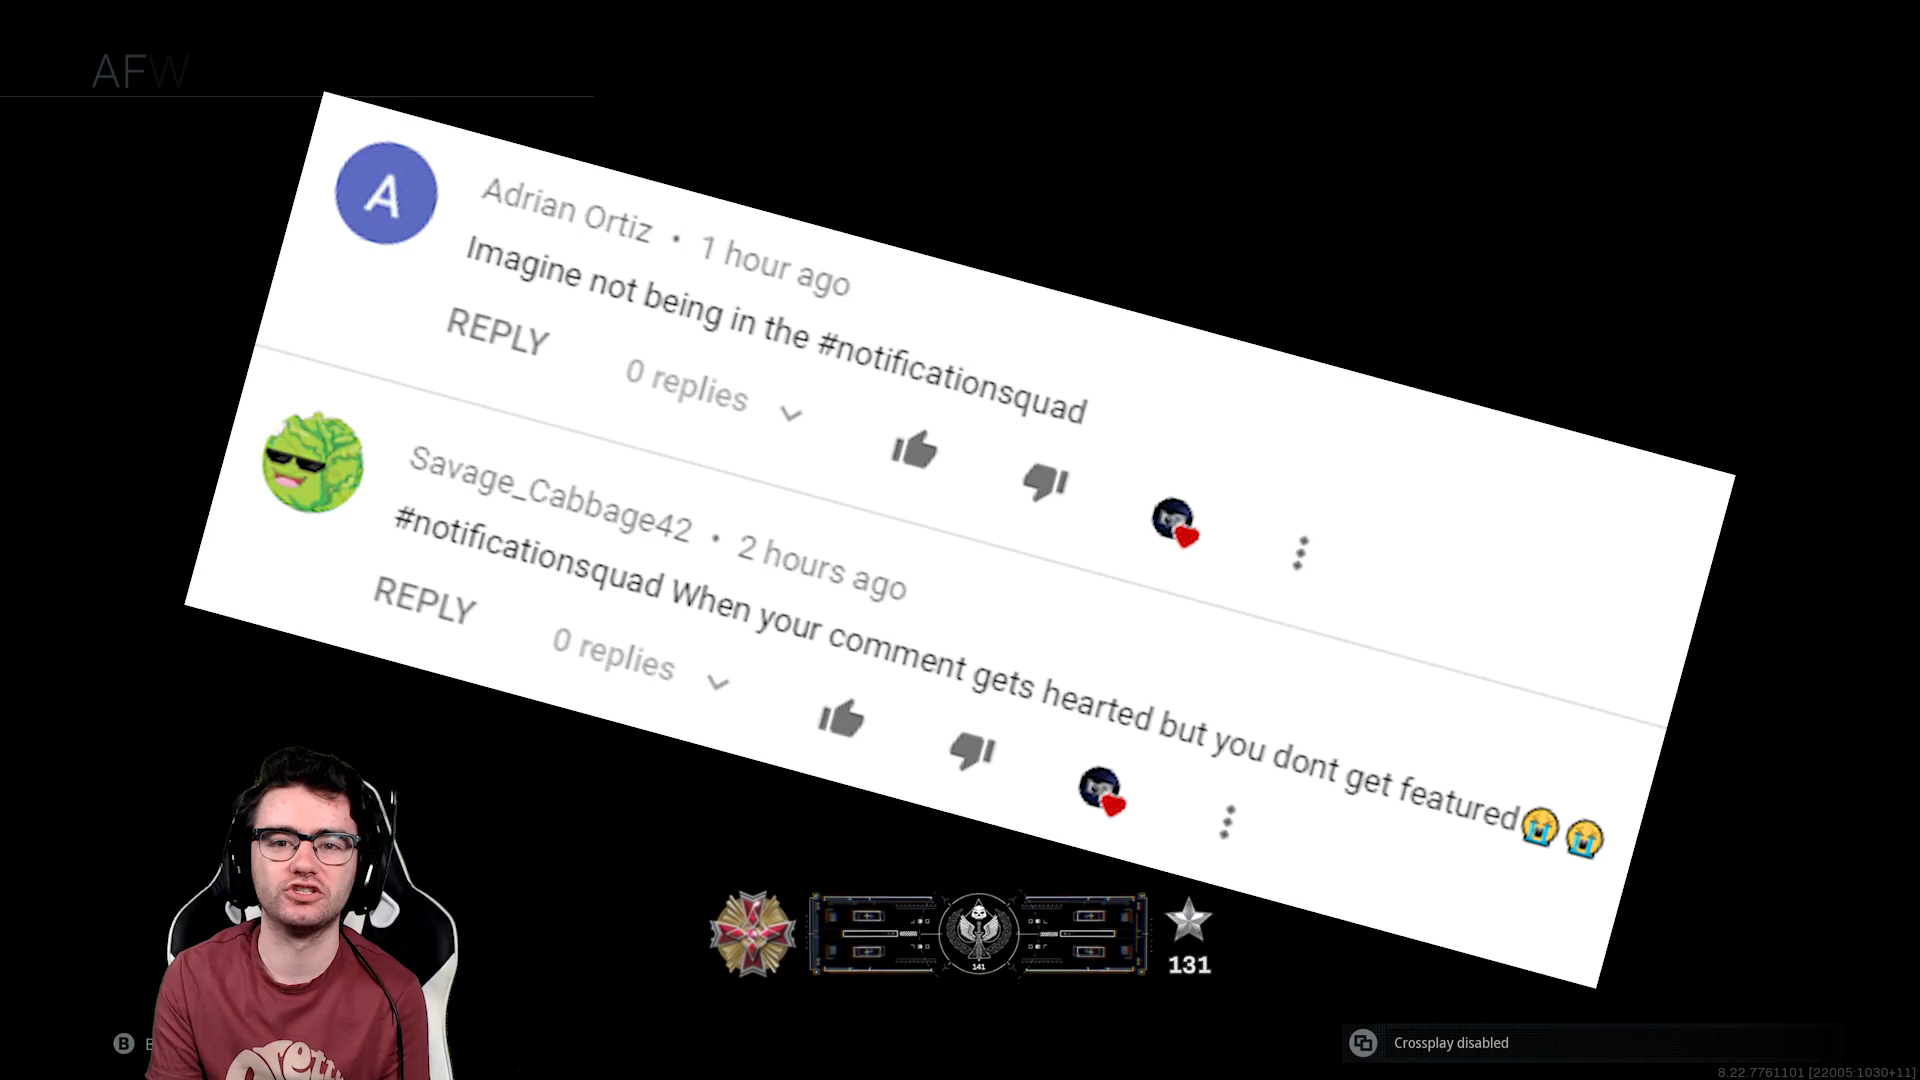 AFW
A
Adrian Ortiz • 1 hour ago
Imagine not being in the #notificationsquad
REPLY
0 replies
Savage_Cabbage42 • 2 hours ago
#notificationsquad When your comment gets hearted but you dont get featured😭😭
REPLY
0 replies
141
131
B
Crossplay disabled
8.22.7761101 [22005:1030+11]